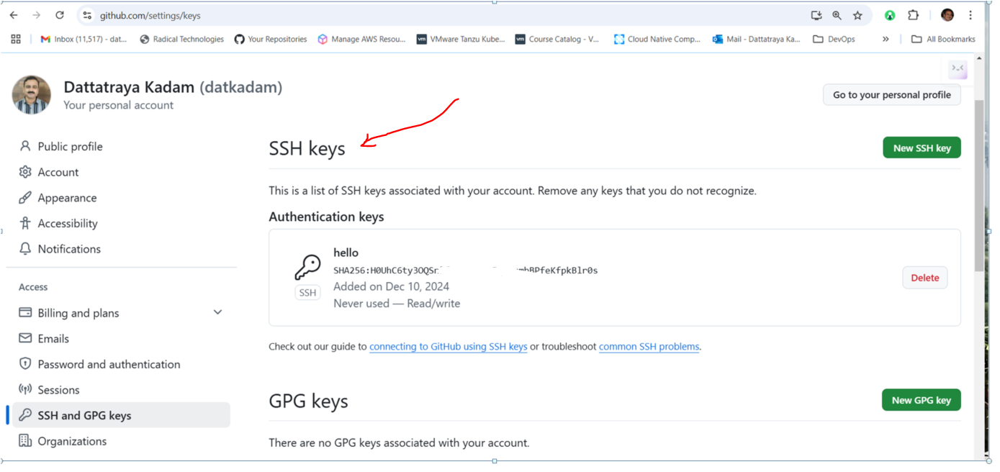 github.com/settings/keys
Inbox (11,517) - dat...
Radical Technologies
Your Repositories
Manage AWS Resou...
VMware Tanzu Kube...
Course Catalog - V...
Cloud Native Comp...
Mail - Dattatraya Ka...
DevOps
All Bookmarks
Dattatraya Kadam (datkadam)
Your personal account
Go to your personal profile
Public profile
Account
Appearance
Accessibility
Notifications
Access
Billing and plans
Emails
Password and authentication
Sessions
SSH and GPG keys
Organizations
SSH keys
New SSH key
This is a list of SSH keys associated with your account. Remove any keys that you do not recognize.
Authentication keys
hello
SSH
Added on Dec 10, 2024
Never used — Read/write
Delete
Check out our guide to connecting to GitHub using SSH keys or troubleshoot common SSH problems.
GPG keys
New GPG key
There are no GPG keys associated with your account.